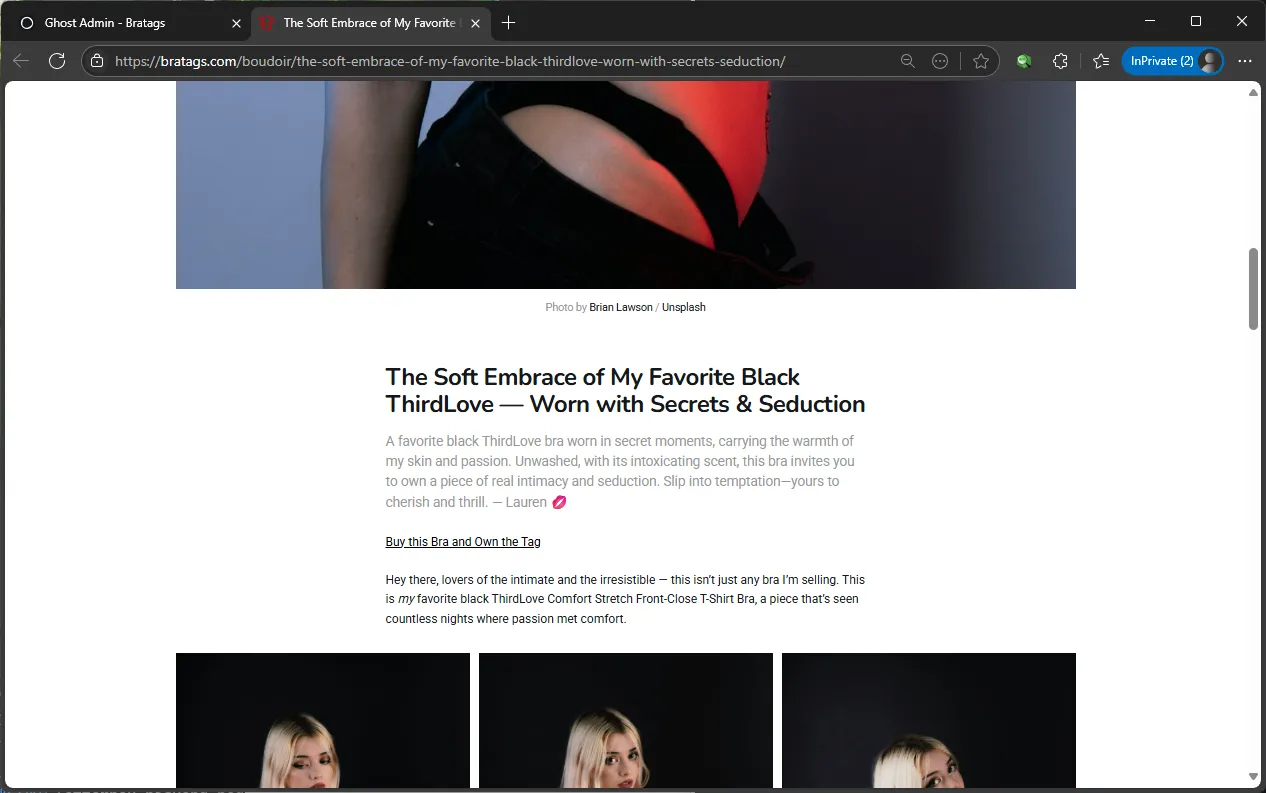 Ghost Admin - Bratags
The Soft Embrace of My Favorite
https://bratags.com/boudoir/the-soft-embrace-of-my-favorite-black-thirdlove-worn-with-secrets-seduction/
InPrivate (2)
Photo by Brian Lawson / Unsplash
The Soft Embrace of My Favorite Black
ThirdLove — Worn with Secrets & Seduction
A favorite black ThirdLove bra worn in secret moments, carrying the warmth of
my skin and passion. Unwashed, with its intoxicating scent, this bra invites you
to own a piece of real intimacy and seduction. Slip into temptation—yours to
cherish and thrill. — Lauren 💋
Buy this Bra and Own the Tag
Hey there, lovers of the intimate and the irresistible — this isn’t just any bra I’m selling. This
is my favorite black ThirdLove Comfort Stretch Front-Close T-Shirt Bra, a piece that’s seen
countless nights where passion met comfort.